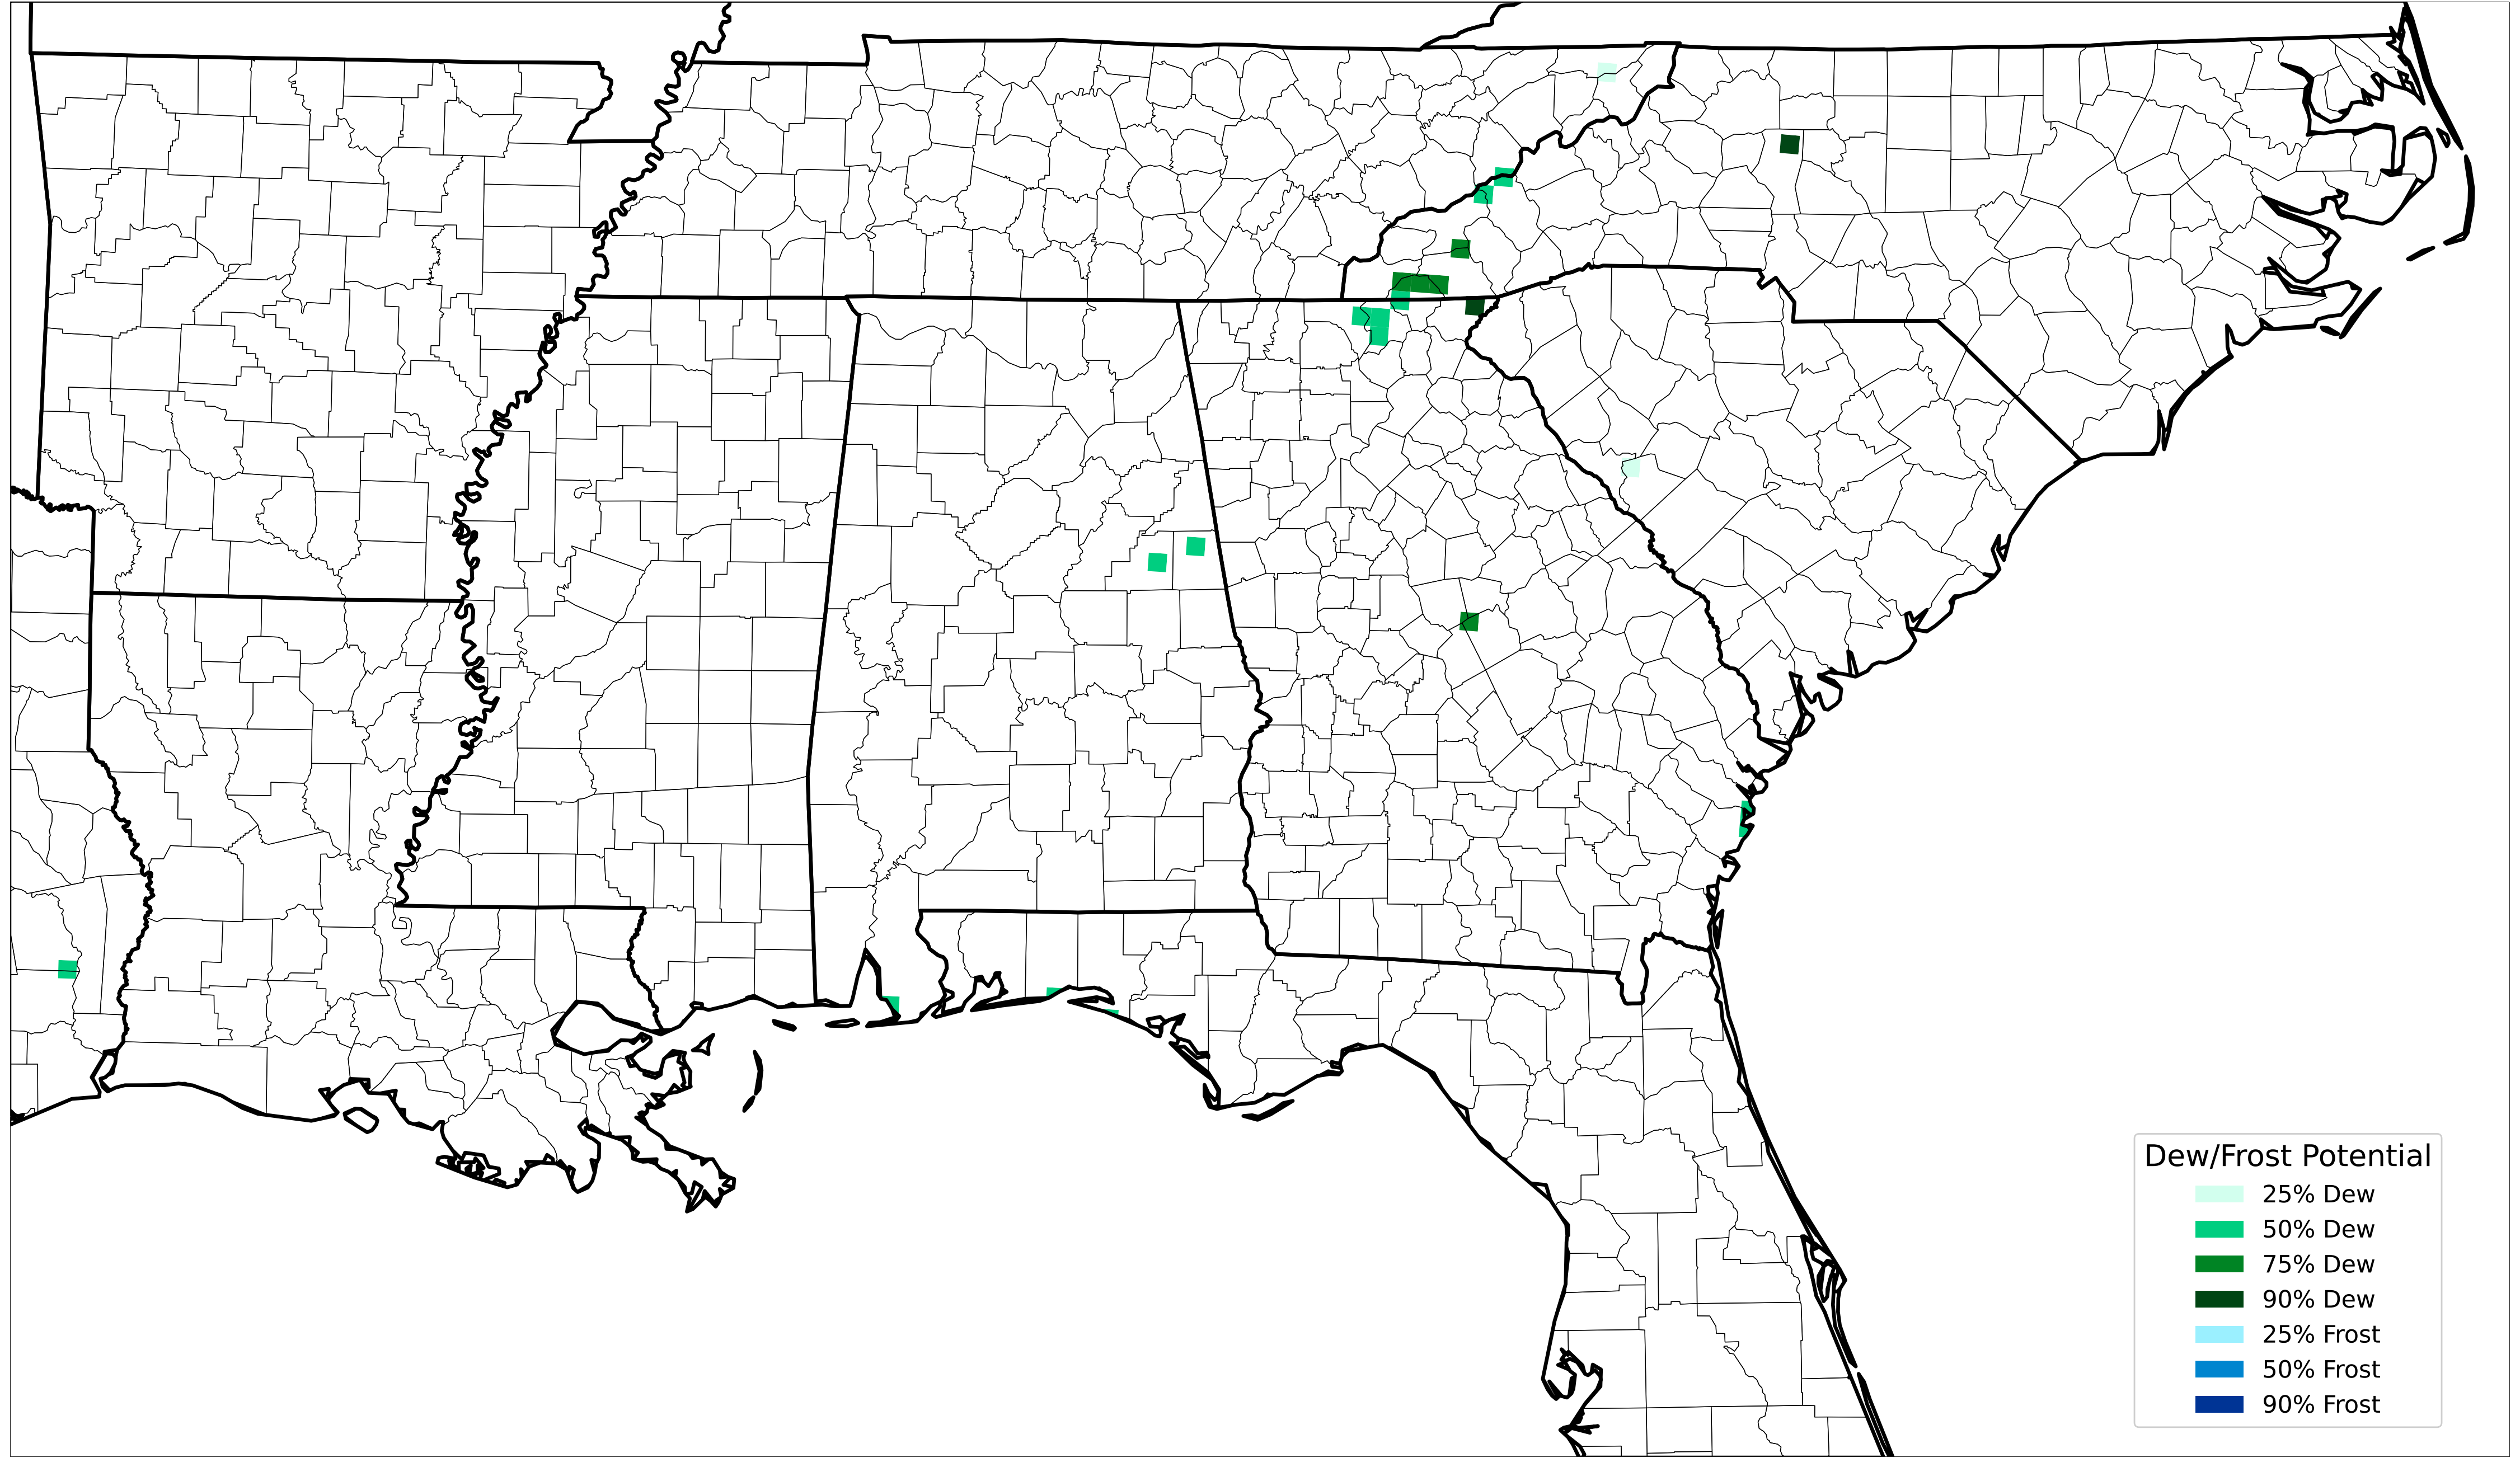 Dew/Frost Potential
25% Dew
50% Dew
75% Dew
90% Dew
25% Frost
50% Frost
90% Frost